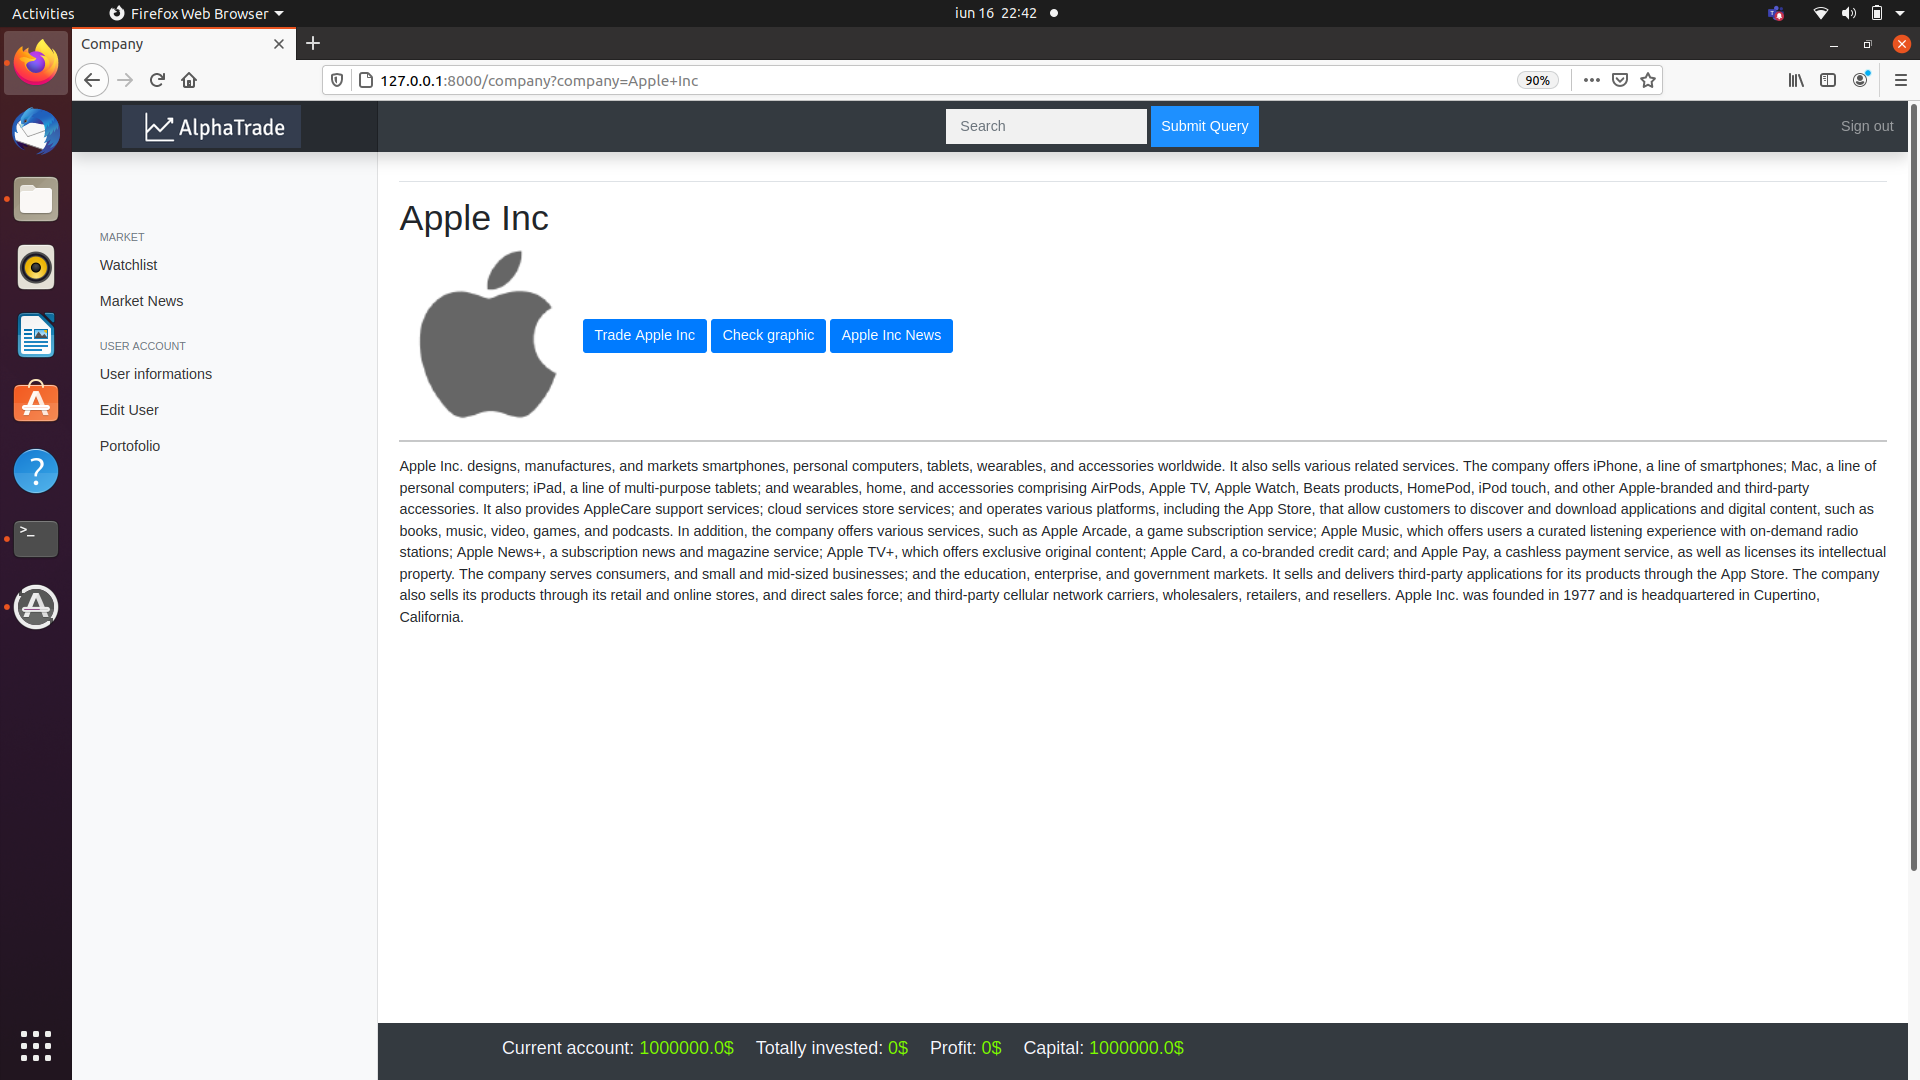 Activities
Firefox Web Browser
iun 16 22:42
Company
127.0.0.1:8000/company?company=Apple+Inc
90%
AlphaTrade
Search
Submit Query
Sign out
MARKET
Watchlist
Market News
USER ACCOUNT
User informations
Edit User
Portofolio
Apple Inc
Trade Apple Inc
Check graphic
Apple Inc News
Apple Inc. designs, manufactures, and markets smartphones, personal computers, tablets, wearables, and accessories worldwide. It also sells various related services. The company offers iPhone, a line of smartphones; Mac, a line of
personal computers; iPad, a line of multi-purpose tablets; and wearables, home, and accessories comprising AirPods, Apple TV, Apple Watch, Beats products, HomePod, iPod touch, and other Apple-branded and third-party
accessories. It also provides AppleCare support services; cloud services store services; and operates various platforms, including the App Store, that allow customers to discover and download applications and digital content, such as
books, music, video, games, and podcasts. In addition, the company offers various services, such as Apple Arcade, a game subscription service; Apple Music, which offers users a curated listening experience with on-demand radio
stations; Apple News+, a subscription news and magazine service; Apple TV+, which offers exclusive original content; Apple Card, a co-branded credit card; and Apple Pay, a cashless payment service, as well as licenses its intellectual
property. The company serves consumers, and small and mid-sized businesses; and the education, enterprise, and government markets. It sells and delivers third-party applications for its products through the App Store. The company
also sells its products through its retail and online stores, and direct sales force; and third-party cellular network carriers, wholesalers, retailers, and resellers. Apple Inc. was founded in 1977 and is headquartered in Cupertino,
California.
Current account: 1000000.0$ Totally invested: 0$ Profit: 0$ Capital: 1000000.0$